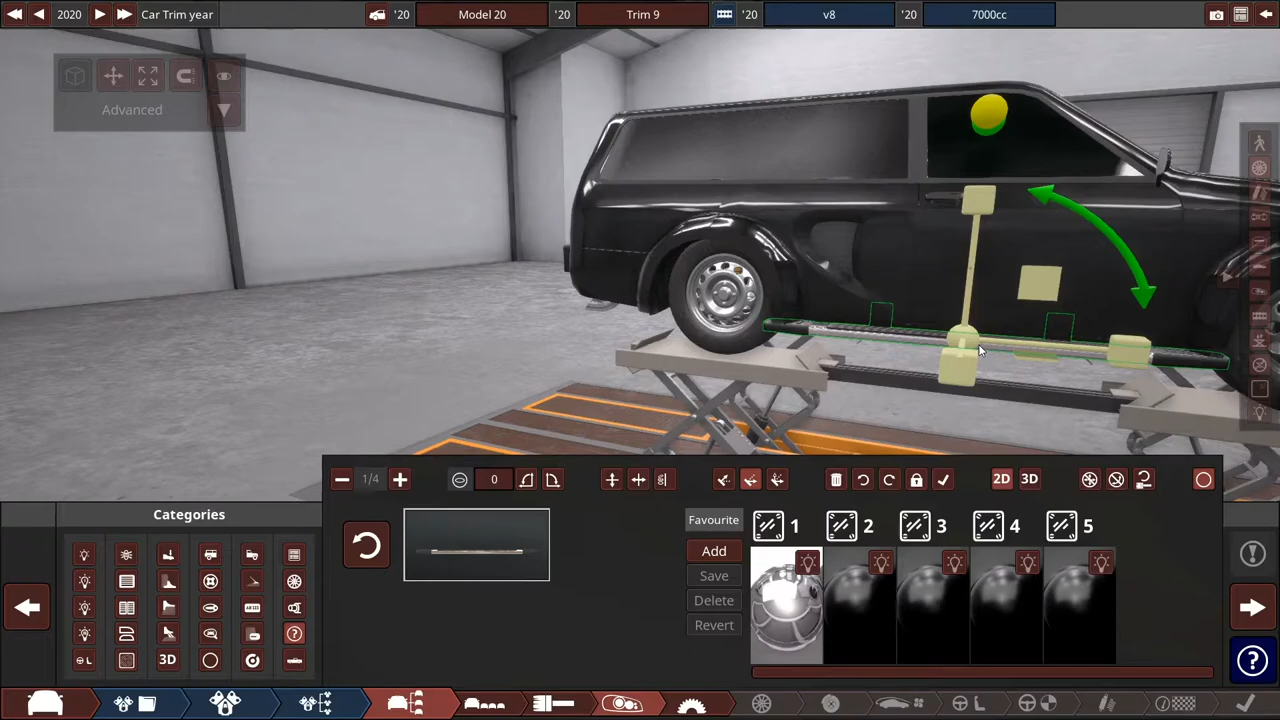 2020 Car Trim year '20 Model 20 '20 Trim 9 '20 v8 '20 7000cc
Advanced
1/4 0 2D 3D
Categories
Favourite 1 2 3 4 5
Add
Save
Delete
Revert
L 3D
?